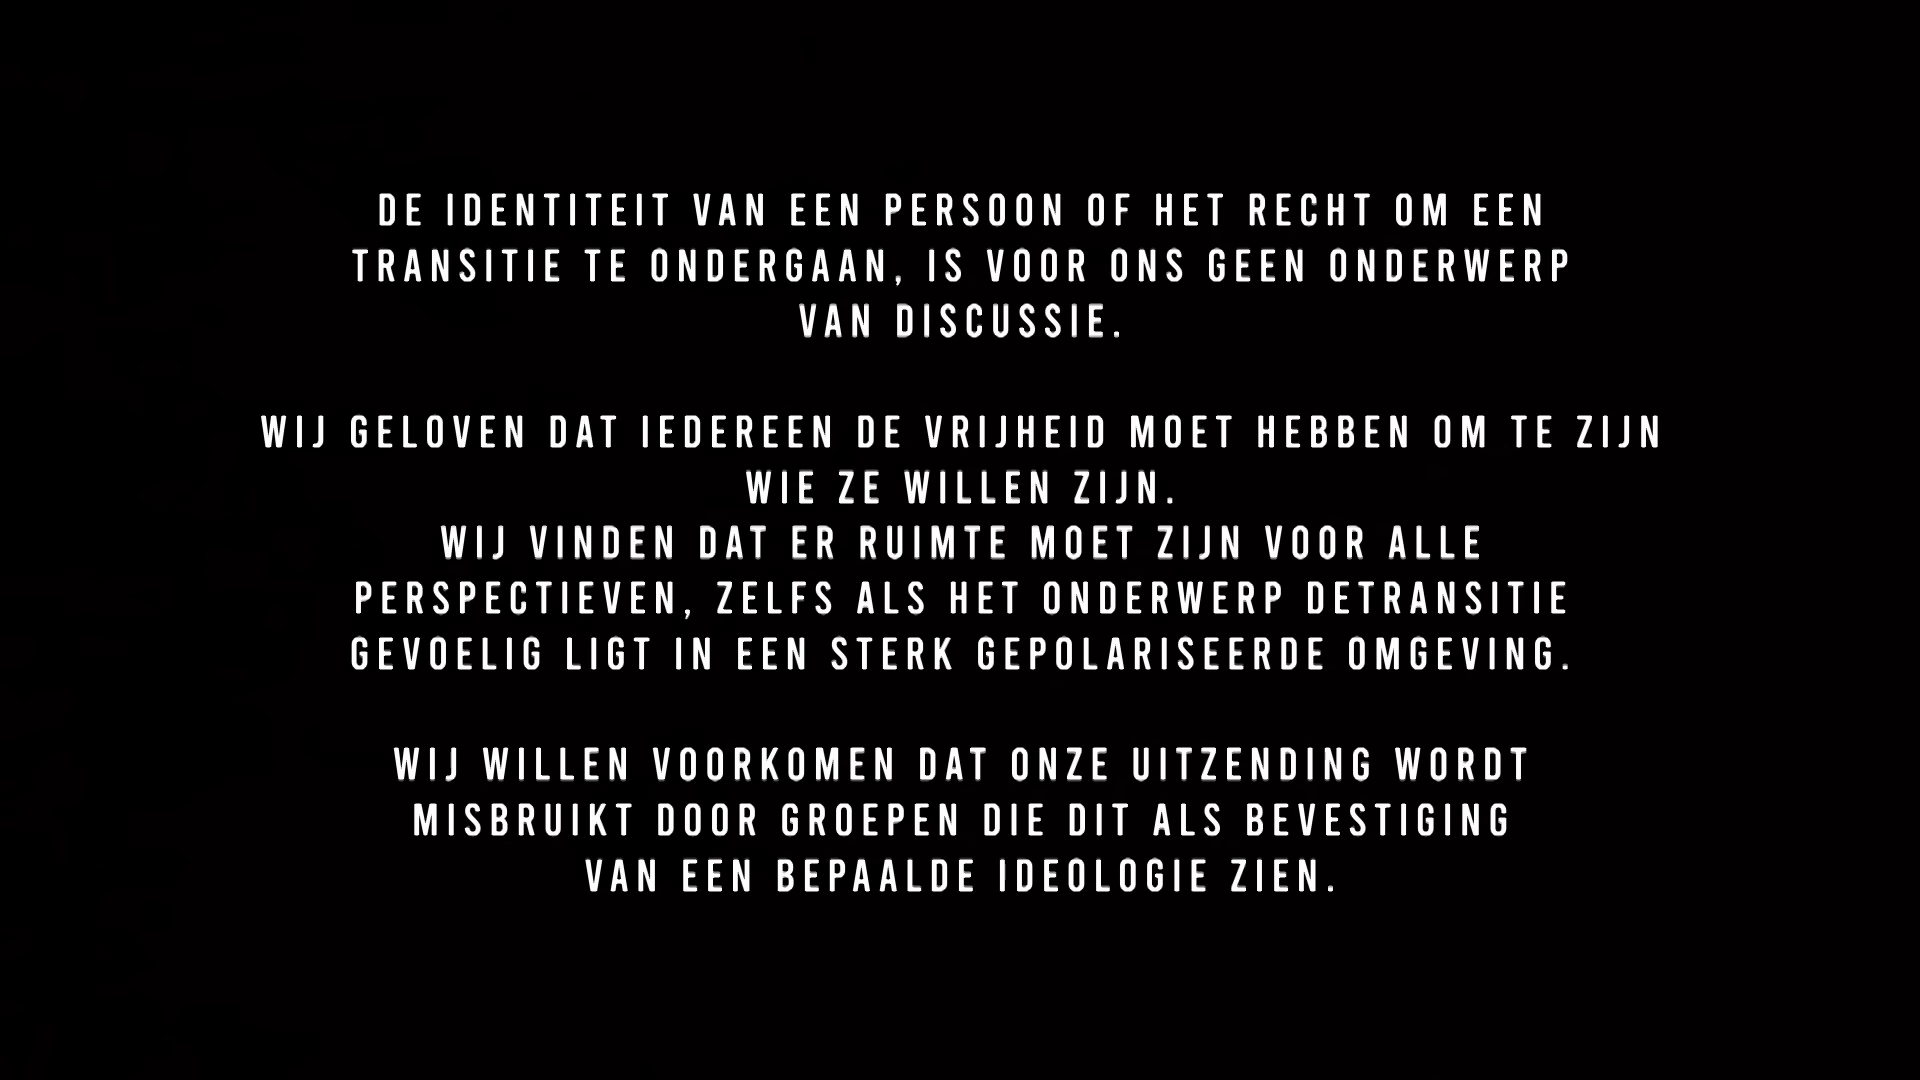 DE IDENTITEIT VAN EEN PERSOON OF HET RECHT OM EEN
TRANSITIE TE ONDERGAAN, IS VOOR ONS GEEN ONDERWERP
VAN DISCUSSIE.
WIJ GELOVEN DAT IEDEREEN DE VRIJHEID MOET HEBBEN OM TE ZIJN
WIE ZE WILLEN ZIJN.
WIJ VINDEN DAT ER RUIMTE MOET ZIJN VOOR ALLE
PERSPECTIEVEN, ZELFS ALS HET ONDERWERP DETRANSITIE
GEVOELIG LIGT IN EEN STERK GEPOLARISEERDE OMGEVING.
WIJ WILLEN VOORKOMEN DAT ONZE UITZENDING WORDT
MISBRUIKT DOOR GROEPEN DIE DIT ALS BEVESTIGING
VAN EEN BEPAALDE IDEOLOGIE ZIEN.